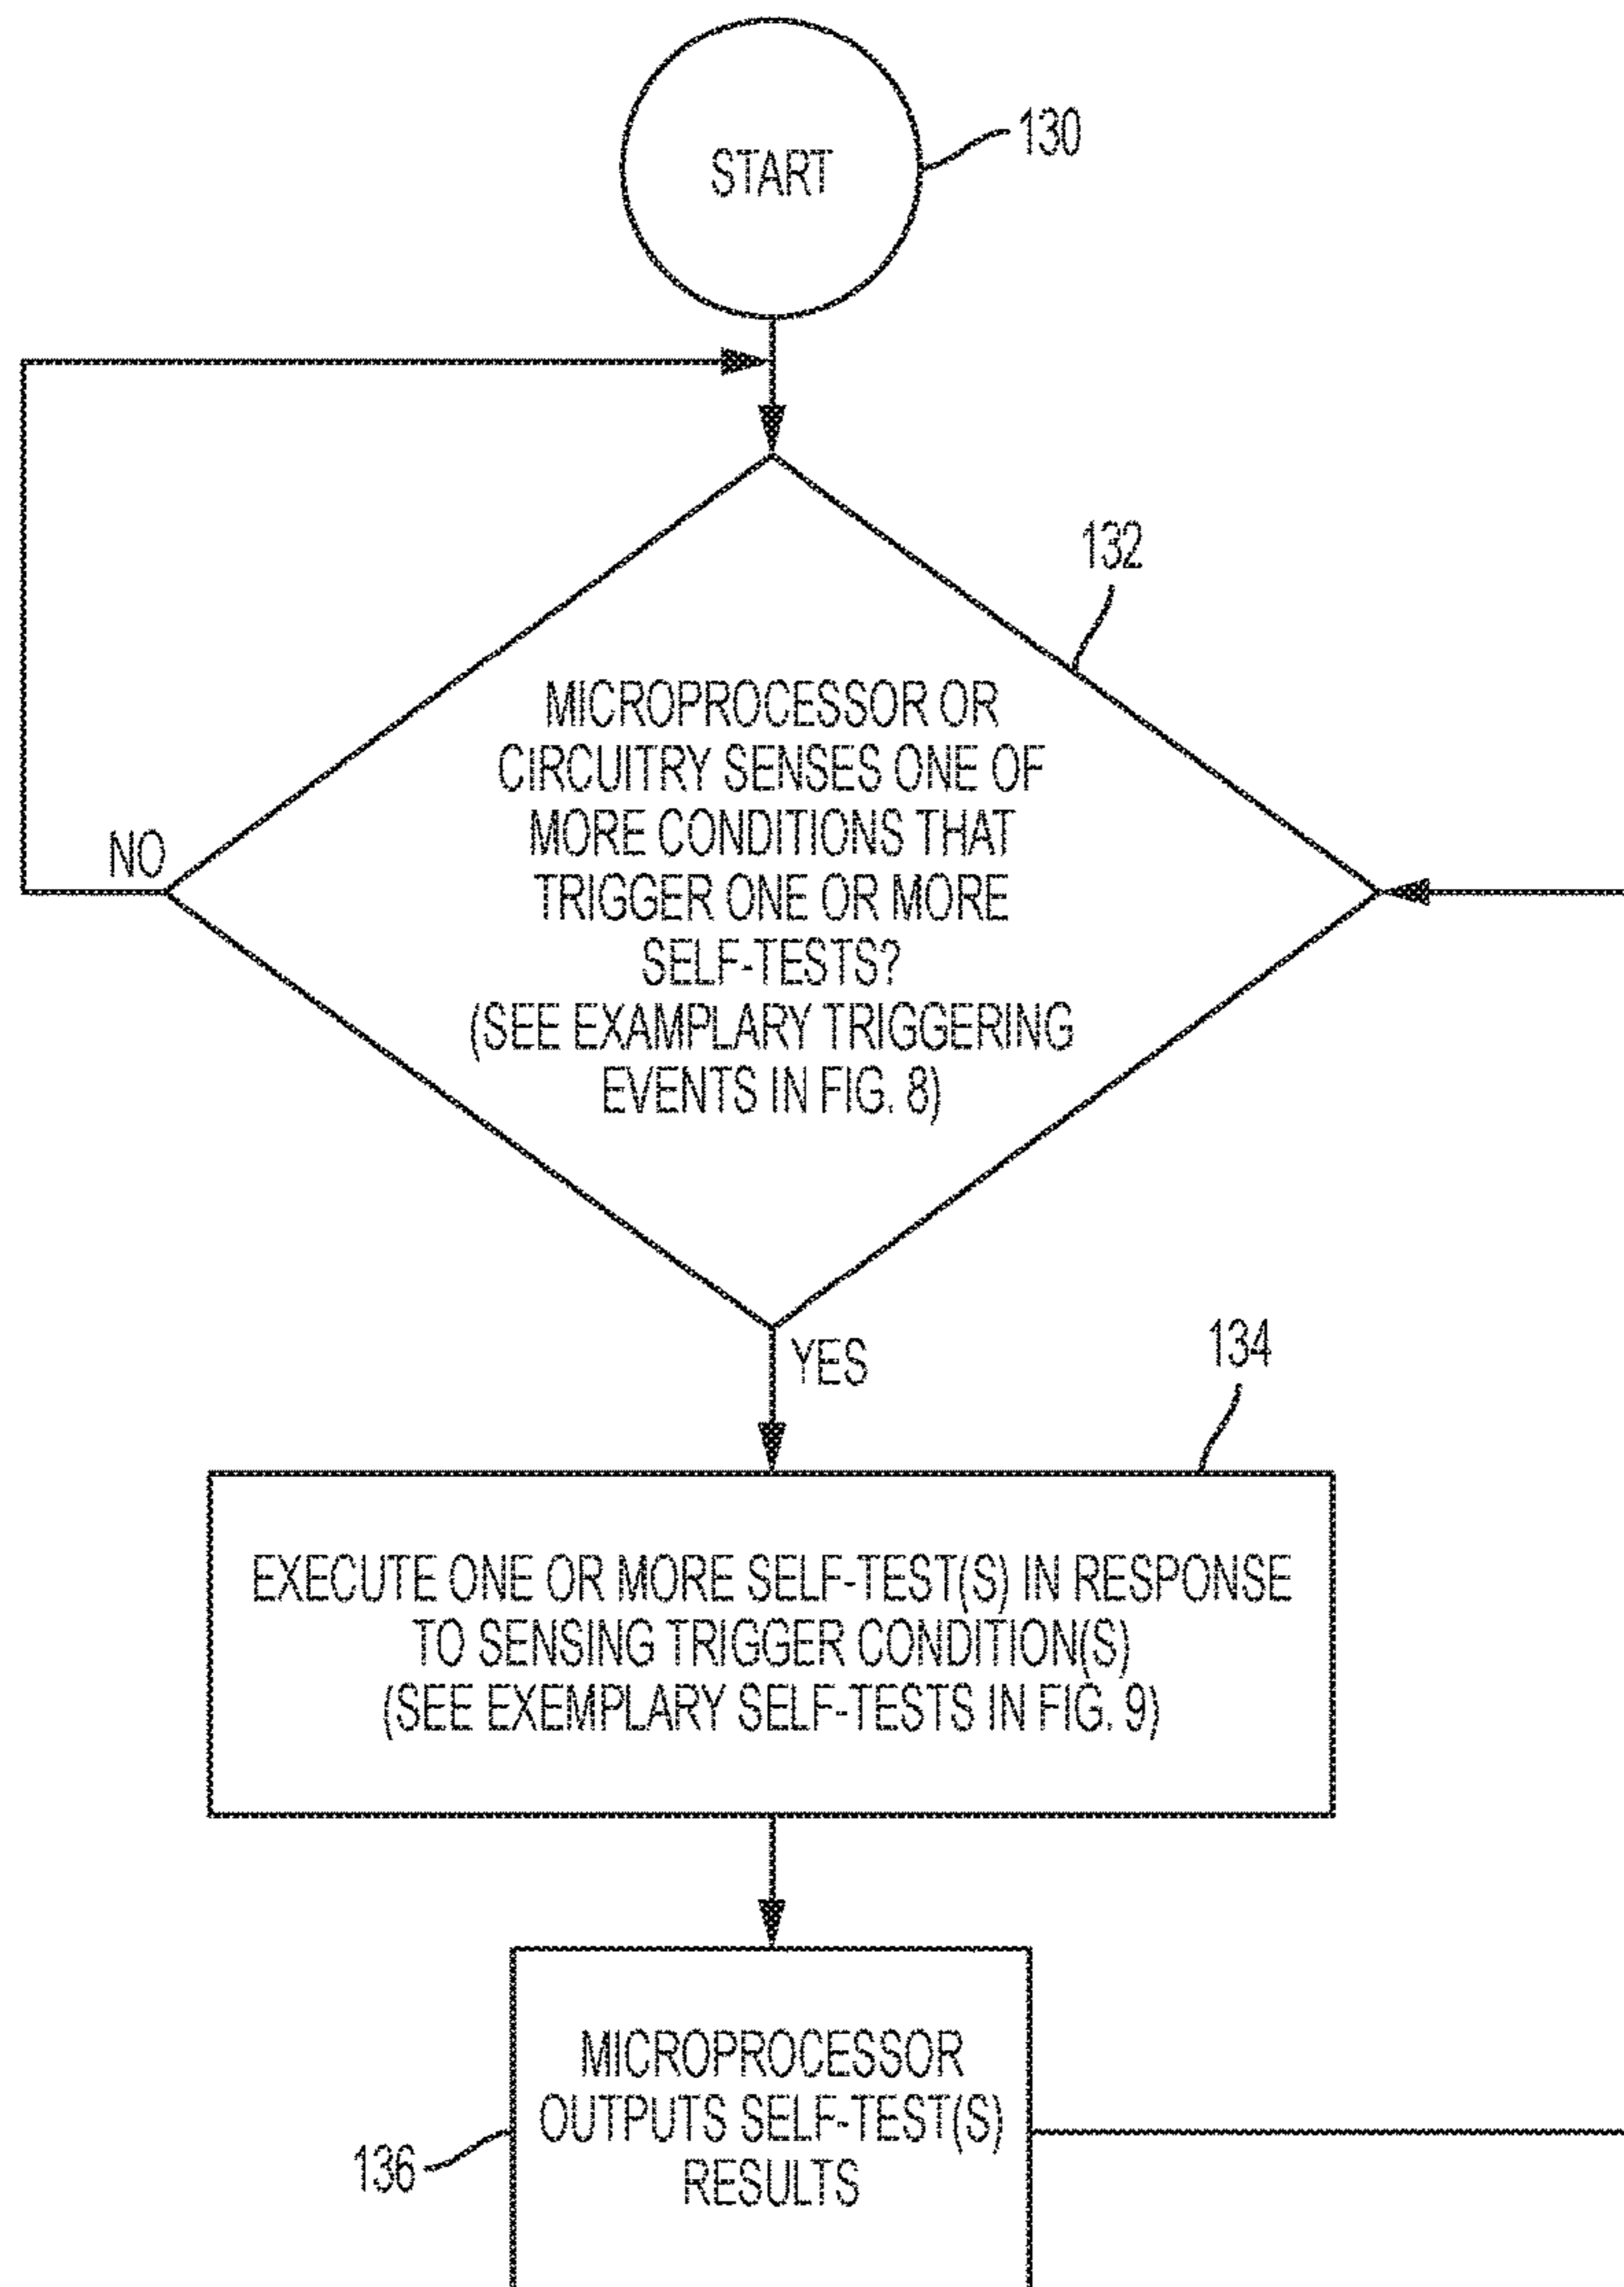 START
130
132
MICROPROCESSOR OR
CIRCUITRY SENSES ONE OF
MORE CONDITIONS THAT
TRIGGER ONE OR MORE
SELF-TESTS?
(SEE EXAMPLARY TRIGGERING
EVENTS IN FIG. 8)
NO
YES
134
EXECUTE ONE OR MORE SELF-TEST(S) IN RESPONSE
TO SENSING TRIGGER CONDITION(S)
(SEE EXEMPLARY SELF-TESTS IN FIG. 9)
MICROPROCESSOR
OUTPUTS SELF-TEST(S)
RESULTS
136